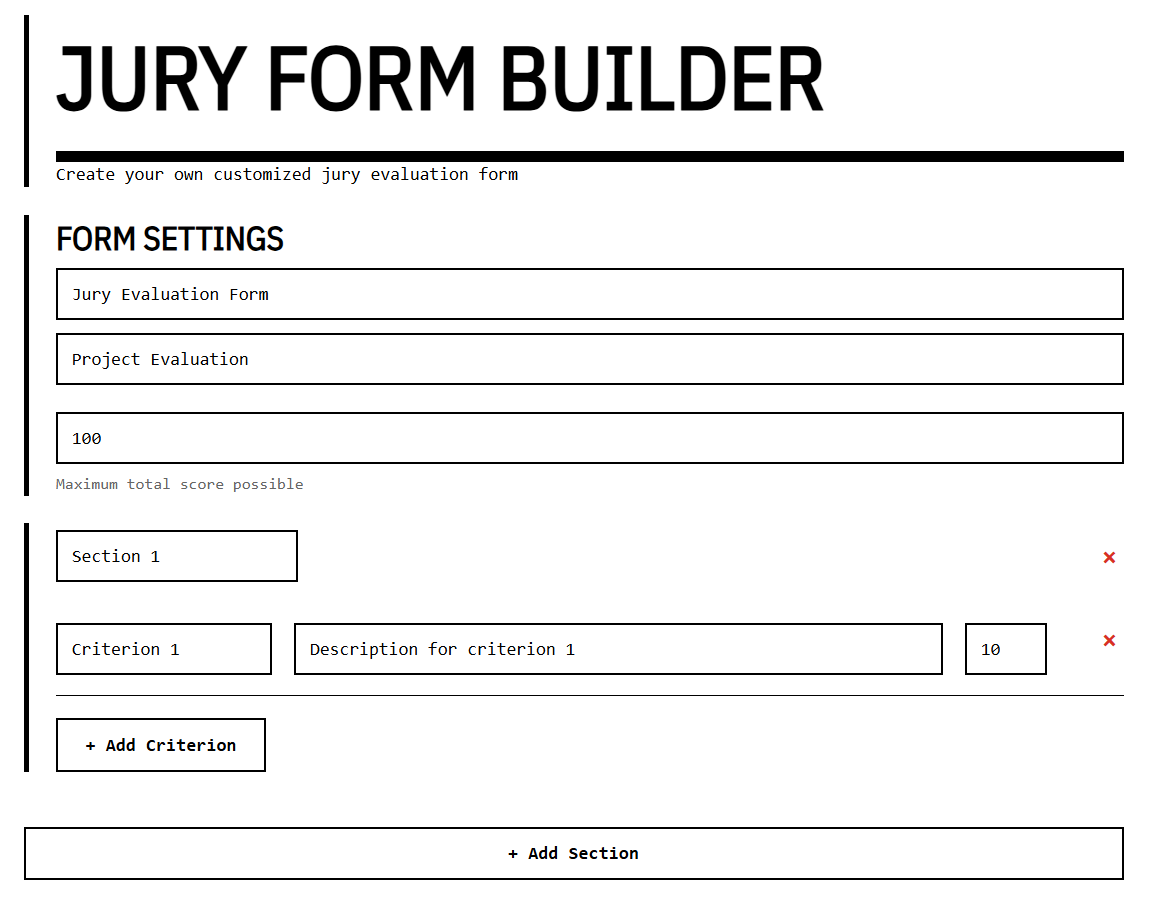 JURY FORM BUILDER
Create your own customized jury evaluation form
FORM SETTINGS
Jury Evaluation Form
Project Evaluation
100
Maximum total score possible
Section 1
×
Criterion 1 Description for criterion 1 10 ×
+ Add Criterion
+ Add Section